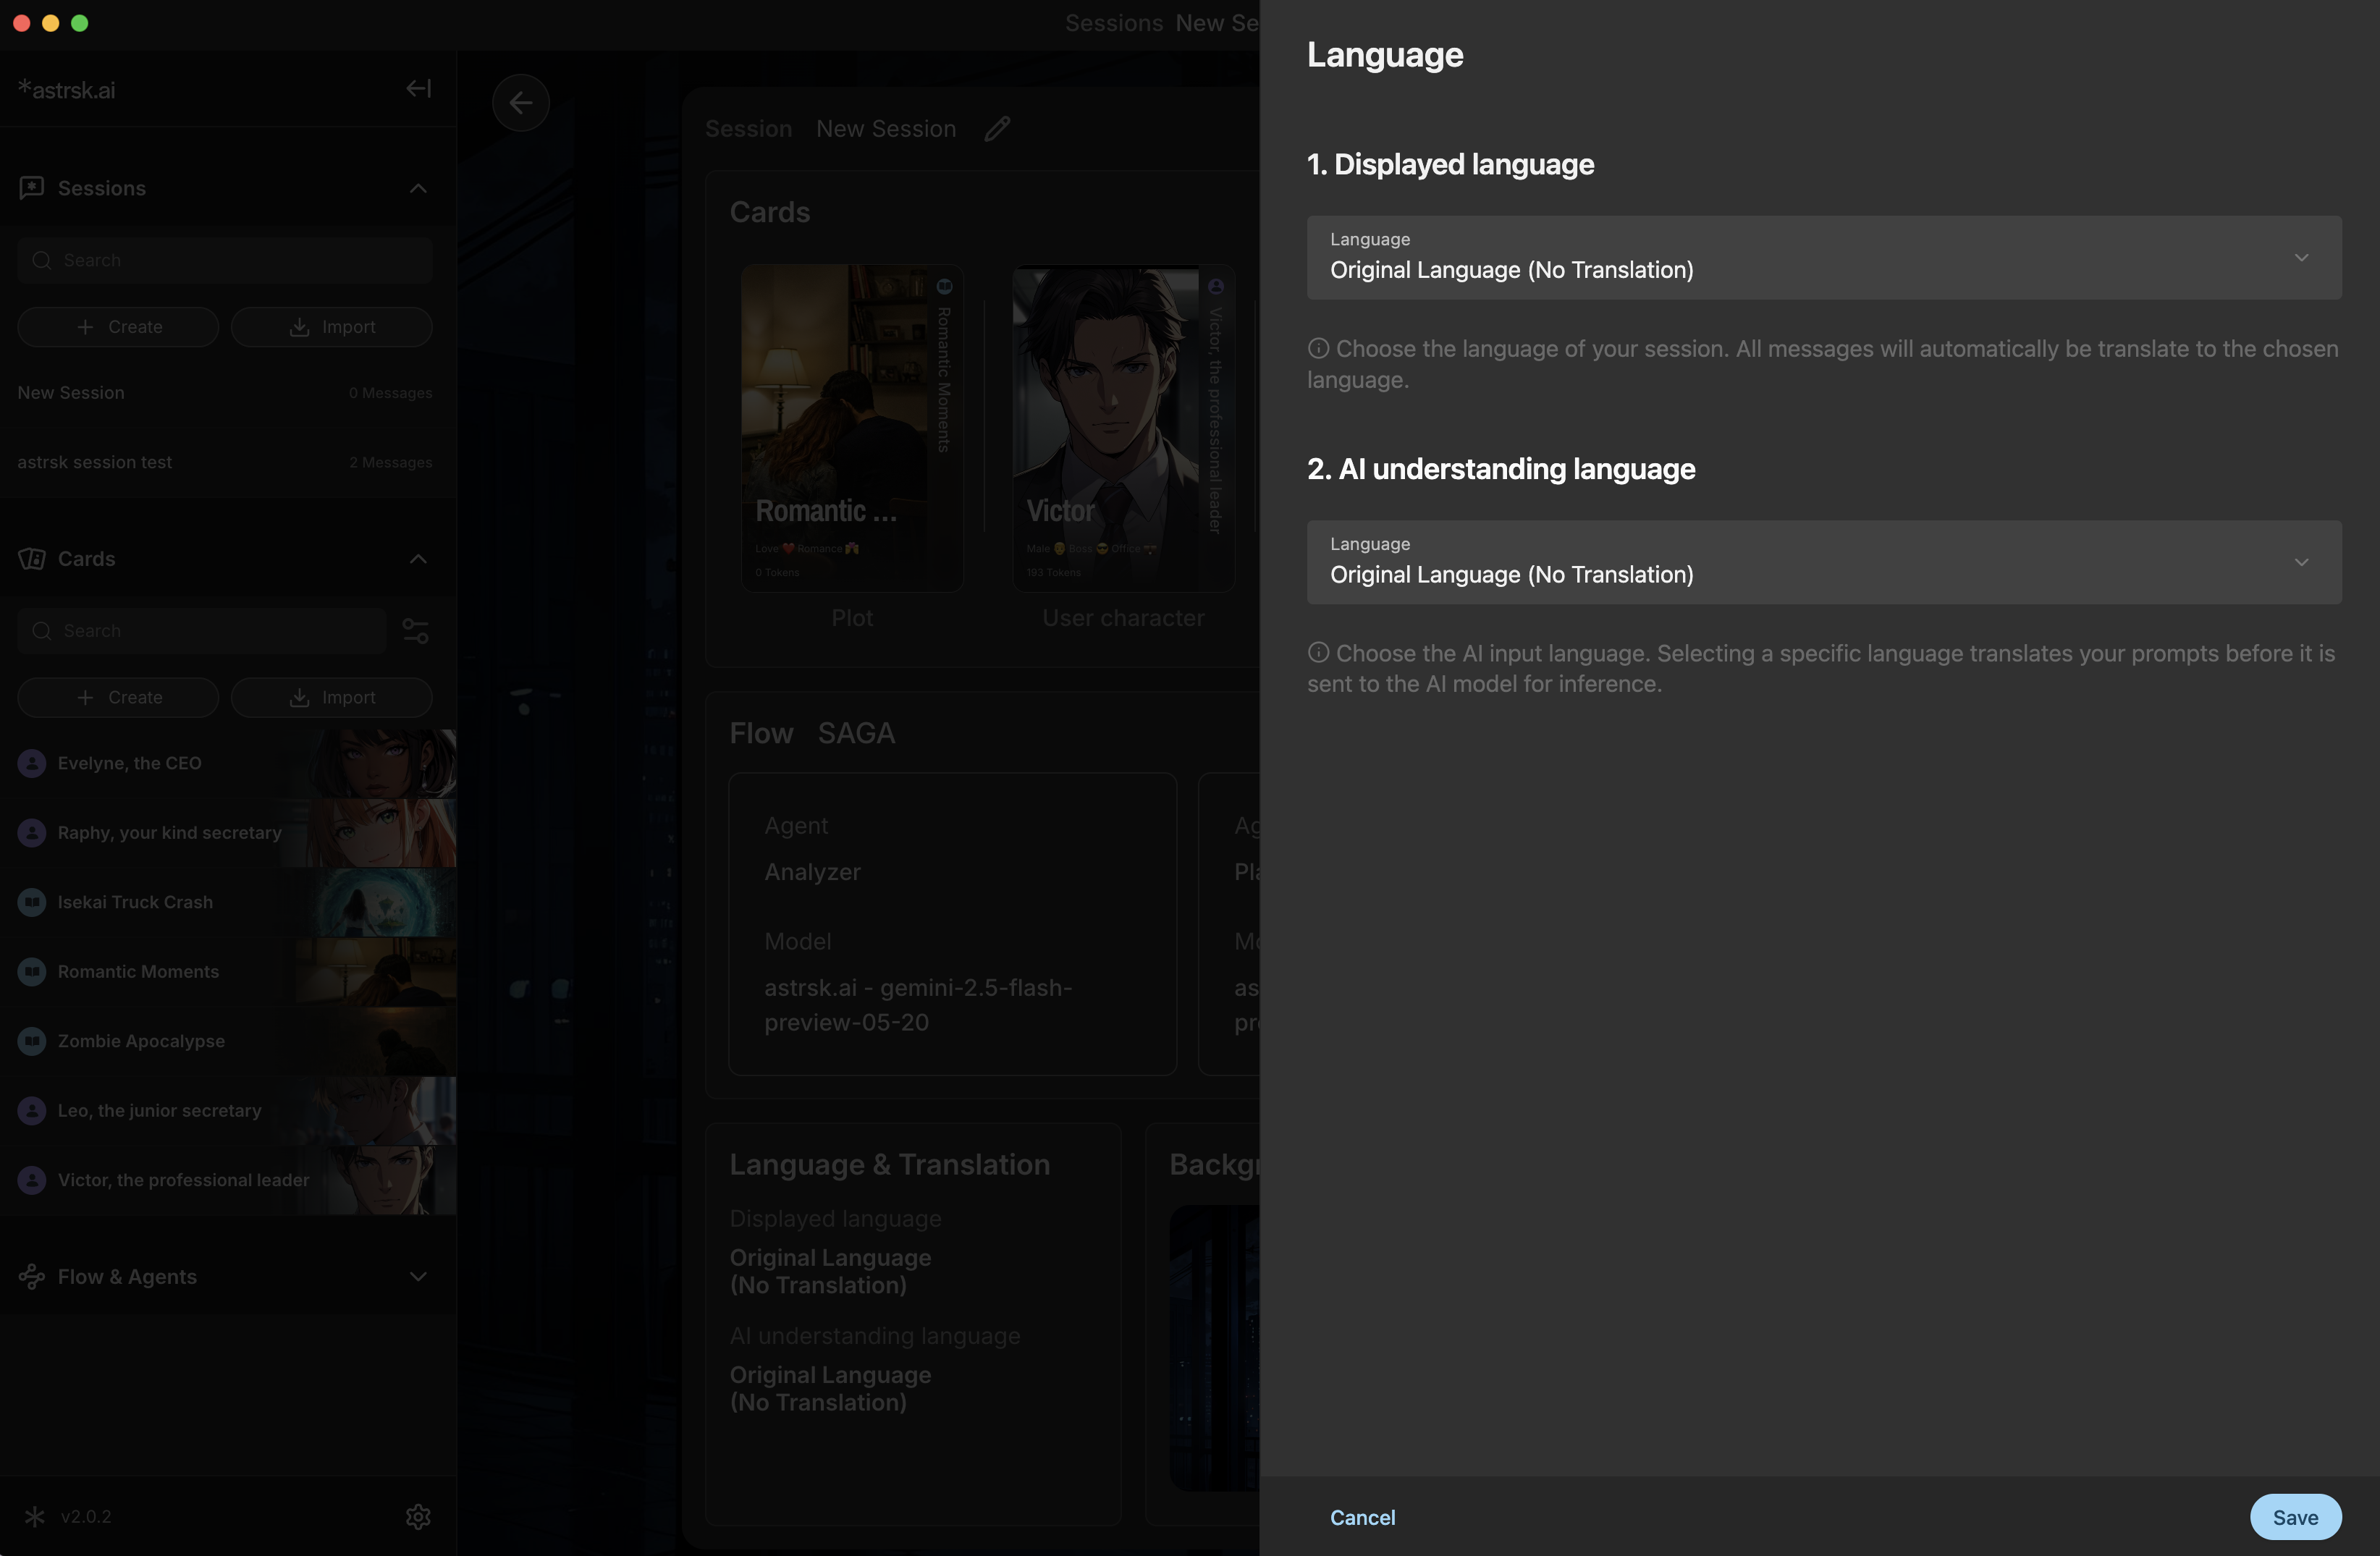 Sessions New Se
*astrsk.ai
Sessions
Search
Create
Import
New Session
0 Messages
astrsk session test
2 Messages
Cards
Search
Create
Import
Evelyne, the CEO
Raphy, your kind secretary
Isekai Truck Crash
Romantic Moments
Zombie Apocalypse
Leo, the junior secretary
Victor, the professional leader
Flow & Agents
v2.0.2
Session New Session
Cards
Romantic Moments
Romantic ...
Love ❤️ Romance 💏
0 Tokens
Plot
Victor, the professional leader
Victor
Male 👨 Boss 😎 Office
193 Tokens
User character
Flow SAGA
Agent
Analyzer
Model
astrsk.ai - gemini-2.5-flash-
preview-05-20
Ag
Pla
Mo
as
pr
Language & Translation
Displayed language
Original Language
(No Translation)
AI understanding language
Original Language
(No Translation)
Backgr
Language
1. Displayed language
Language
Original Language (No Translation)
Choose the language of your session. All messages will automatically be translate to the chosen
language.
2. AI understanding language
Language
Original Language (No Translation)
Choose the AI input language. Selecting a specific language translates your prompts before it is
sent to the AI model for inference.
Cancel
Save